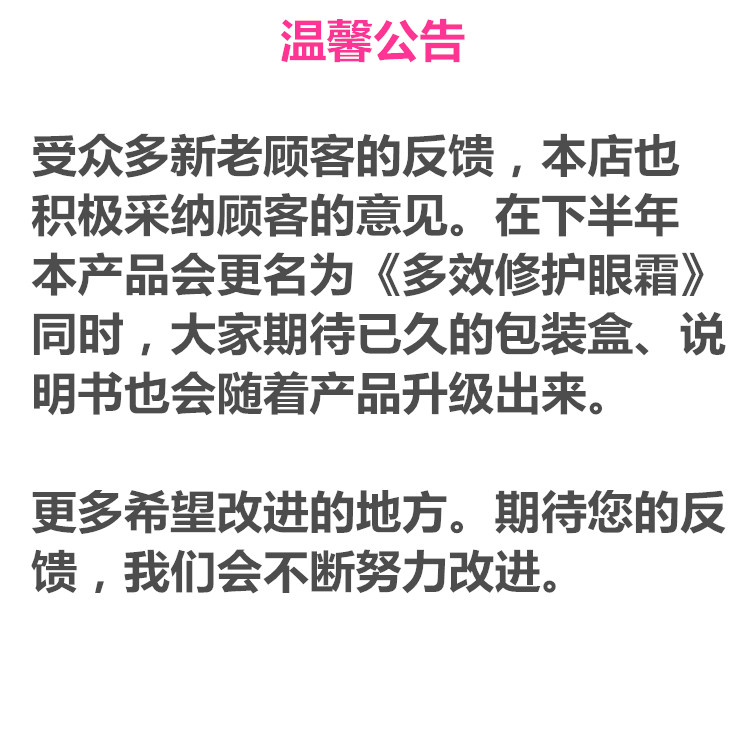 温馨公告
受众多新老顾客的反馈，本店也
积极采纳顾客的意见。在下半年
本产品会更名为《多效修护眼霜》
同时，大家期待已久的包装盒、说
明书也会随着产品升级出来。
更多希望改进的地方。期待您的反
馈，我们会不断努力改进。